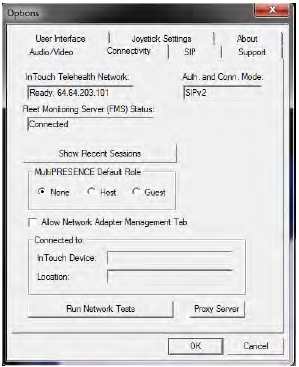 Options
User Interface
Joystick Settings
About
Audio/Video
Connectivity
SIP
Support
InTouch Telehealth Network:
Auth. and Conn. Mode:
Ready. 64.64.203.101
SIPv2
Fleet Monitoring Server (FMS) Status:
Connected
Show Recent Sessions
MultiPRESENCE Default Role
None
Host
Guest
Allow Network Adapter Management Tab
Connected to:
InTouch Device:
Location:
Run Network Tests
Proxy Server
OK
Cancel